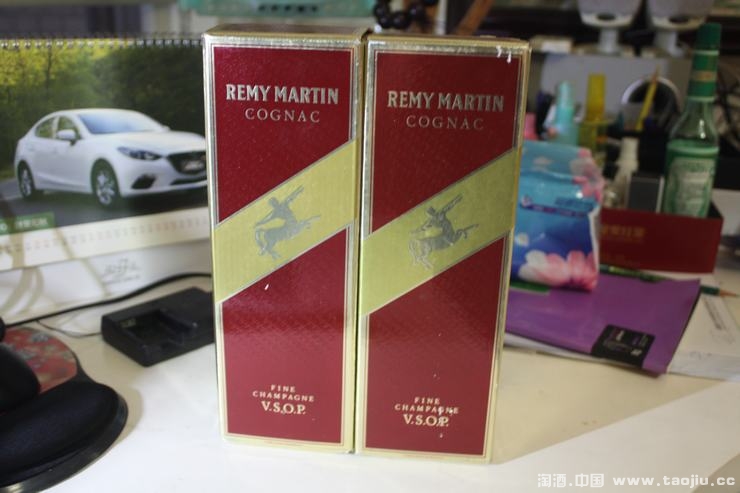 REMY MARTIN
COGNAC
FINE
CHAMPAGNE
V.S.O.P.
REMY MARTIN
COGNAC
FINE
CHAMPAGNE
V.S.O.P.
淘酒.中国 www.taojiu.cc